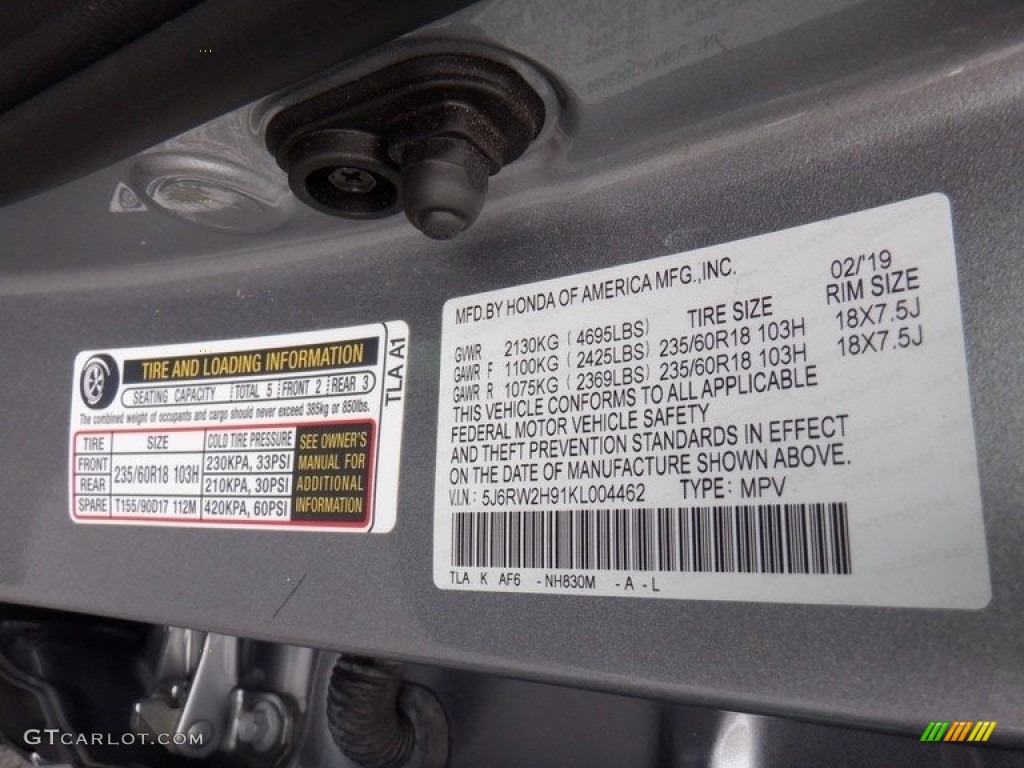 TIRE AND LOADING INFORMATION
SEATING CAPACITY TOTAL 5 FRONT 2 REAR 3
The combined weight of occupants and cargo should never exceed 385kg or 850lbs.
TIRE SIZE COLD TIRE PRESSURE
FRONT 235/60R18 103H 230KPA, 33PSI
REAR 210KPA, 30PSI
SPARE T155/90D17 112M 420KPA, 60PSI
SEE OWNER'S
MANUAL FOR
ADDITIONAL
INFORMATION
TLA A1
MFD.BY HONDA OF AMERICA MFG.,INC. 02/'19
TIRE SIZE RIM SIZE
GVWR 2130KG (4695LBS)
GAWR F 1100KG (2425LBS) 235/60R18 103H 18X7.5J
GAWR R 1075KG (2369LBS) 235/60R18 103H 18X7.5J
THIS VEHICLE CONFORMS TO ALL APPLICABLE
FEDERAL MOTOR VEHICLE SAFETY
AND THEFT PREVENTION STANDARDS IN EFFECT
ON THE DATE OF MANUFACTURE SHOWN ABOVE.
V.I.N: 5J6RW2H91KL004462 TYPE: MPV
TLA K AF6 -NH830M -A-L
GTCARLOT.COM